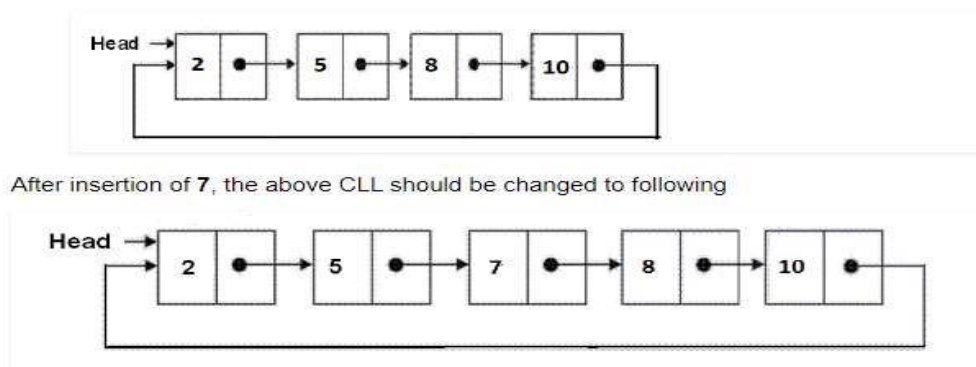 Head
2 5 8 10
After insertion of 7, the above CLL should be changed to following
Head
2 5 7 8 10